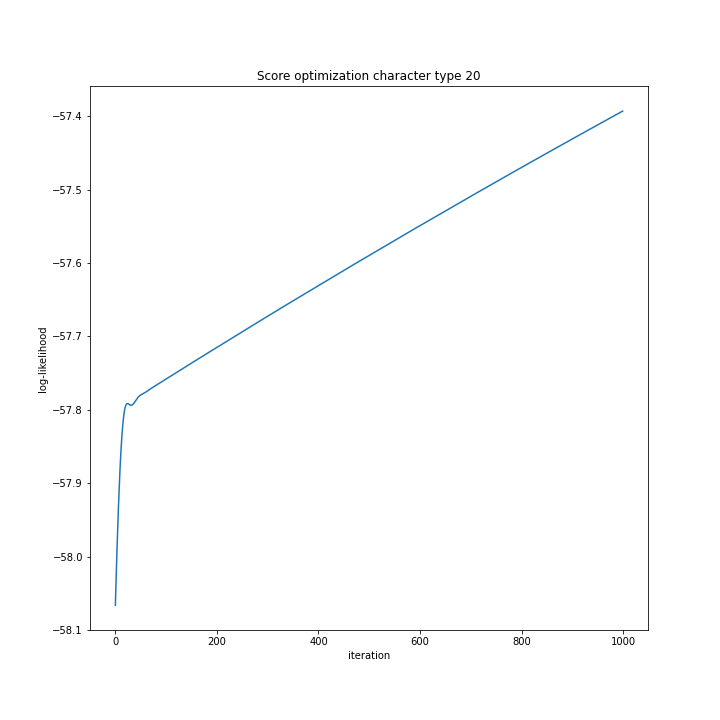 Score optimization character type 20
−57.4
−57.5
−57.6
−57.7
−57.8
−57.9
−58.0
−58.1
log-likelihood
0 200 400 600 800 1000
iteration